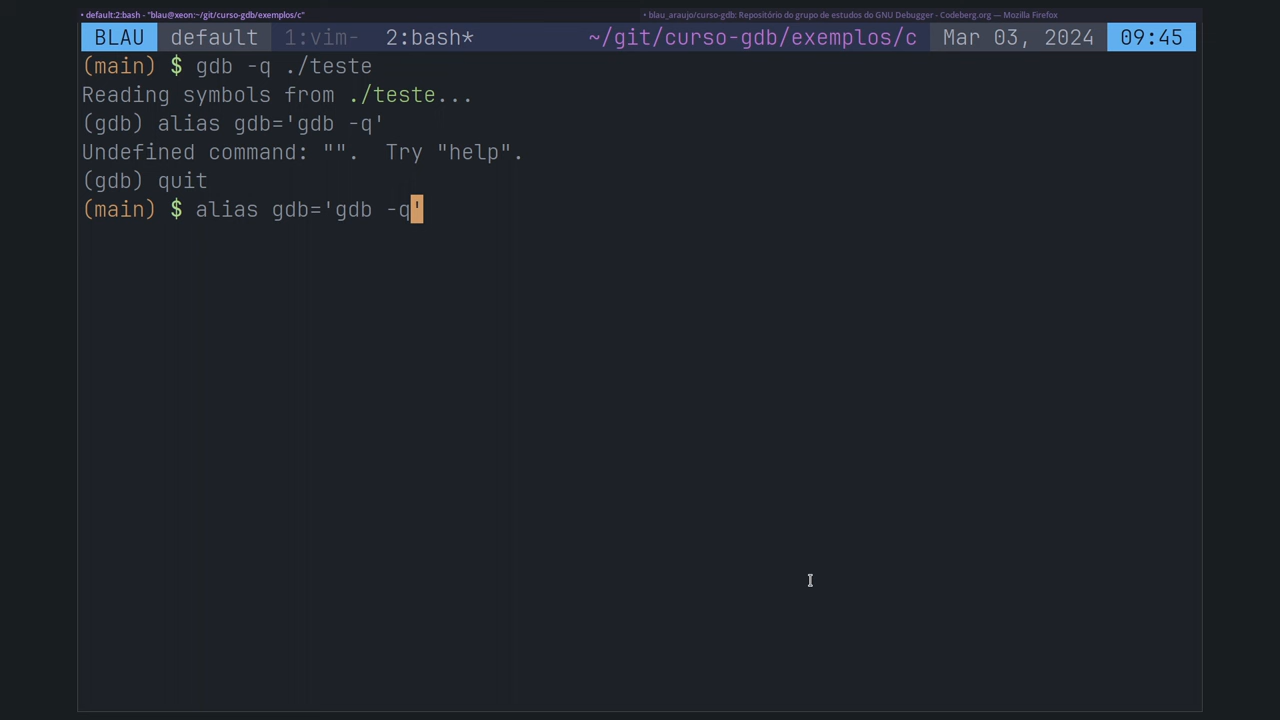 • default:2:bash - "blau@xeon:~/git/curso-gdb/exemplos/c"
• blau_araujo/curso-gdb: Repositório do grupo de estudos do GNU Debugger - Codeberg.org — Mozilla Firefox
BLAU default 1:vim- 2:bash* ~/git/curso-gdb/exemplos/c Mar 03, 2024 09:45
(main) $ gdb -q ./teste
Reading symbols from ./teste...
(gdb) alias gdb='gdb -q'
Undefined command: "".  Try "help".
(gdb) quit
(main) $ alias gdb='gdb -q'